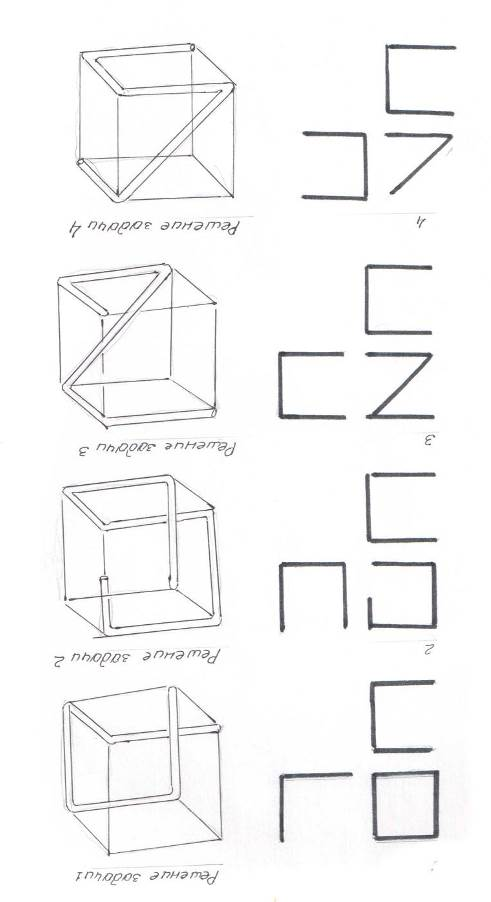 Решение задачи 1
2
Решение задачи 2
3
Решение задачи 3
4
Решение задачи 4